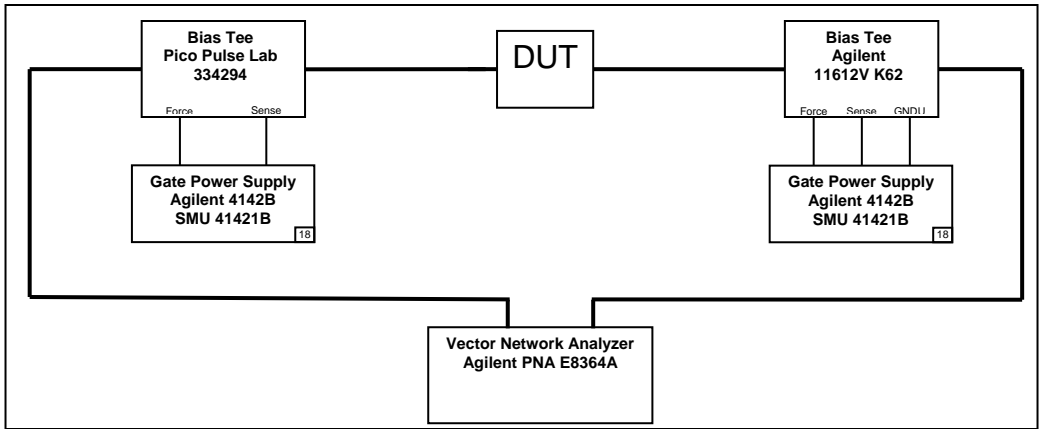 Bias Tee
Pico Pulse Lab
334294
Force Sense
DUT
Bias Tee
Agilent
11612V K62
Force Sense GNDU
Gate Power Supply
Agilent 4142B
SMU 41421B
18
Gate Power Supply
Agilent 4142B
SMU 41421B
18
Vector Network Analyzer
Agilent PNA E8364A